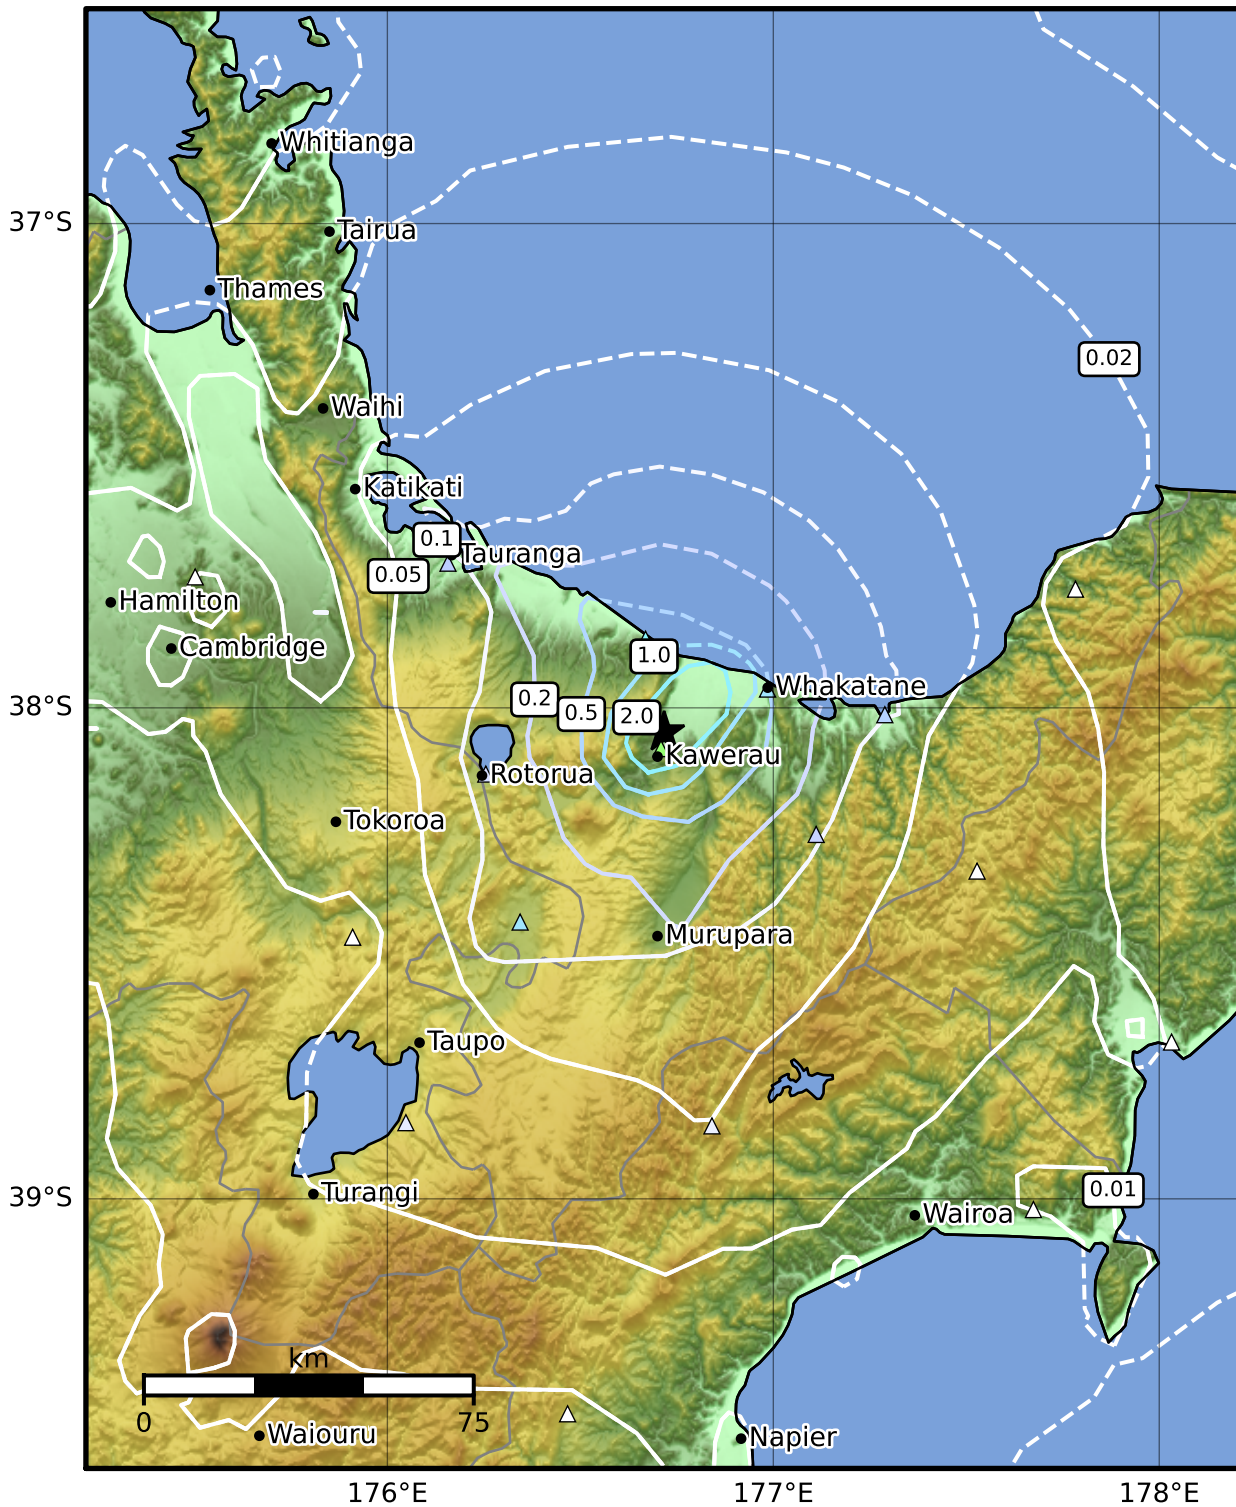 Whitianga
37°S
Tairua
Thames
0.02
Waihi
Katikati
0.1
Tauranga
0.05
Hamilton
Cambridge
1.0
Whakatane
0.2
38°S
0.5
2.0
Kawerau
Rotorua
Tokoroa
Murupara
Taupo
39°S
Turangi
0.01
Wairoa
km
0
75
Waiouru
Napier
176°E
177°E
178°E